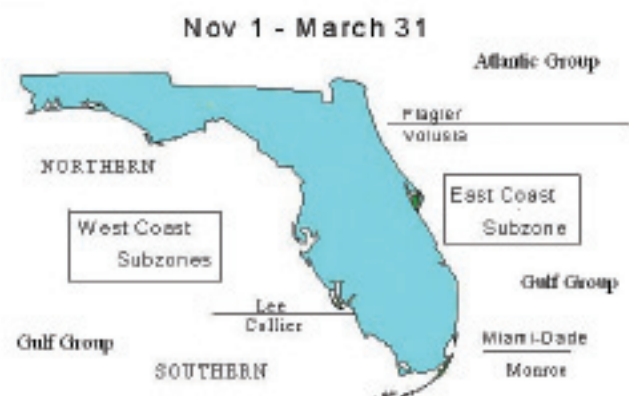 Nov 1 - March 31
Atlantic Group
Flagler
Volusia
NORTHERN
East Coast
Subzone
West Coast
Subzones
Gulf Group
Lee
Collier
Gulf Group
Miami-Dade
Monroe
SOUTHERN